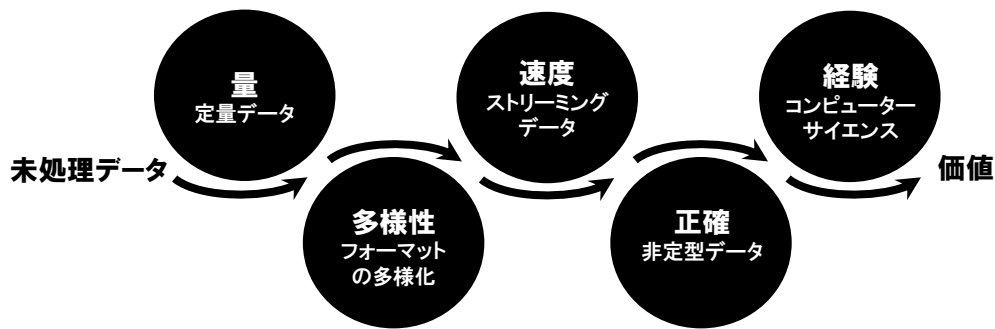 未処理データ
量
定量データ
多様性
フォーマット
の多様化
速度
ストリーミング
データ
正確
非定型データ
経験
コンピューター
サイエンス
価値